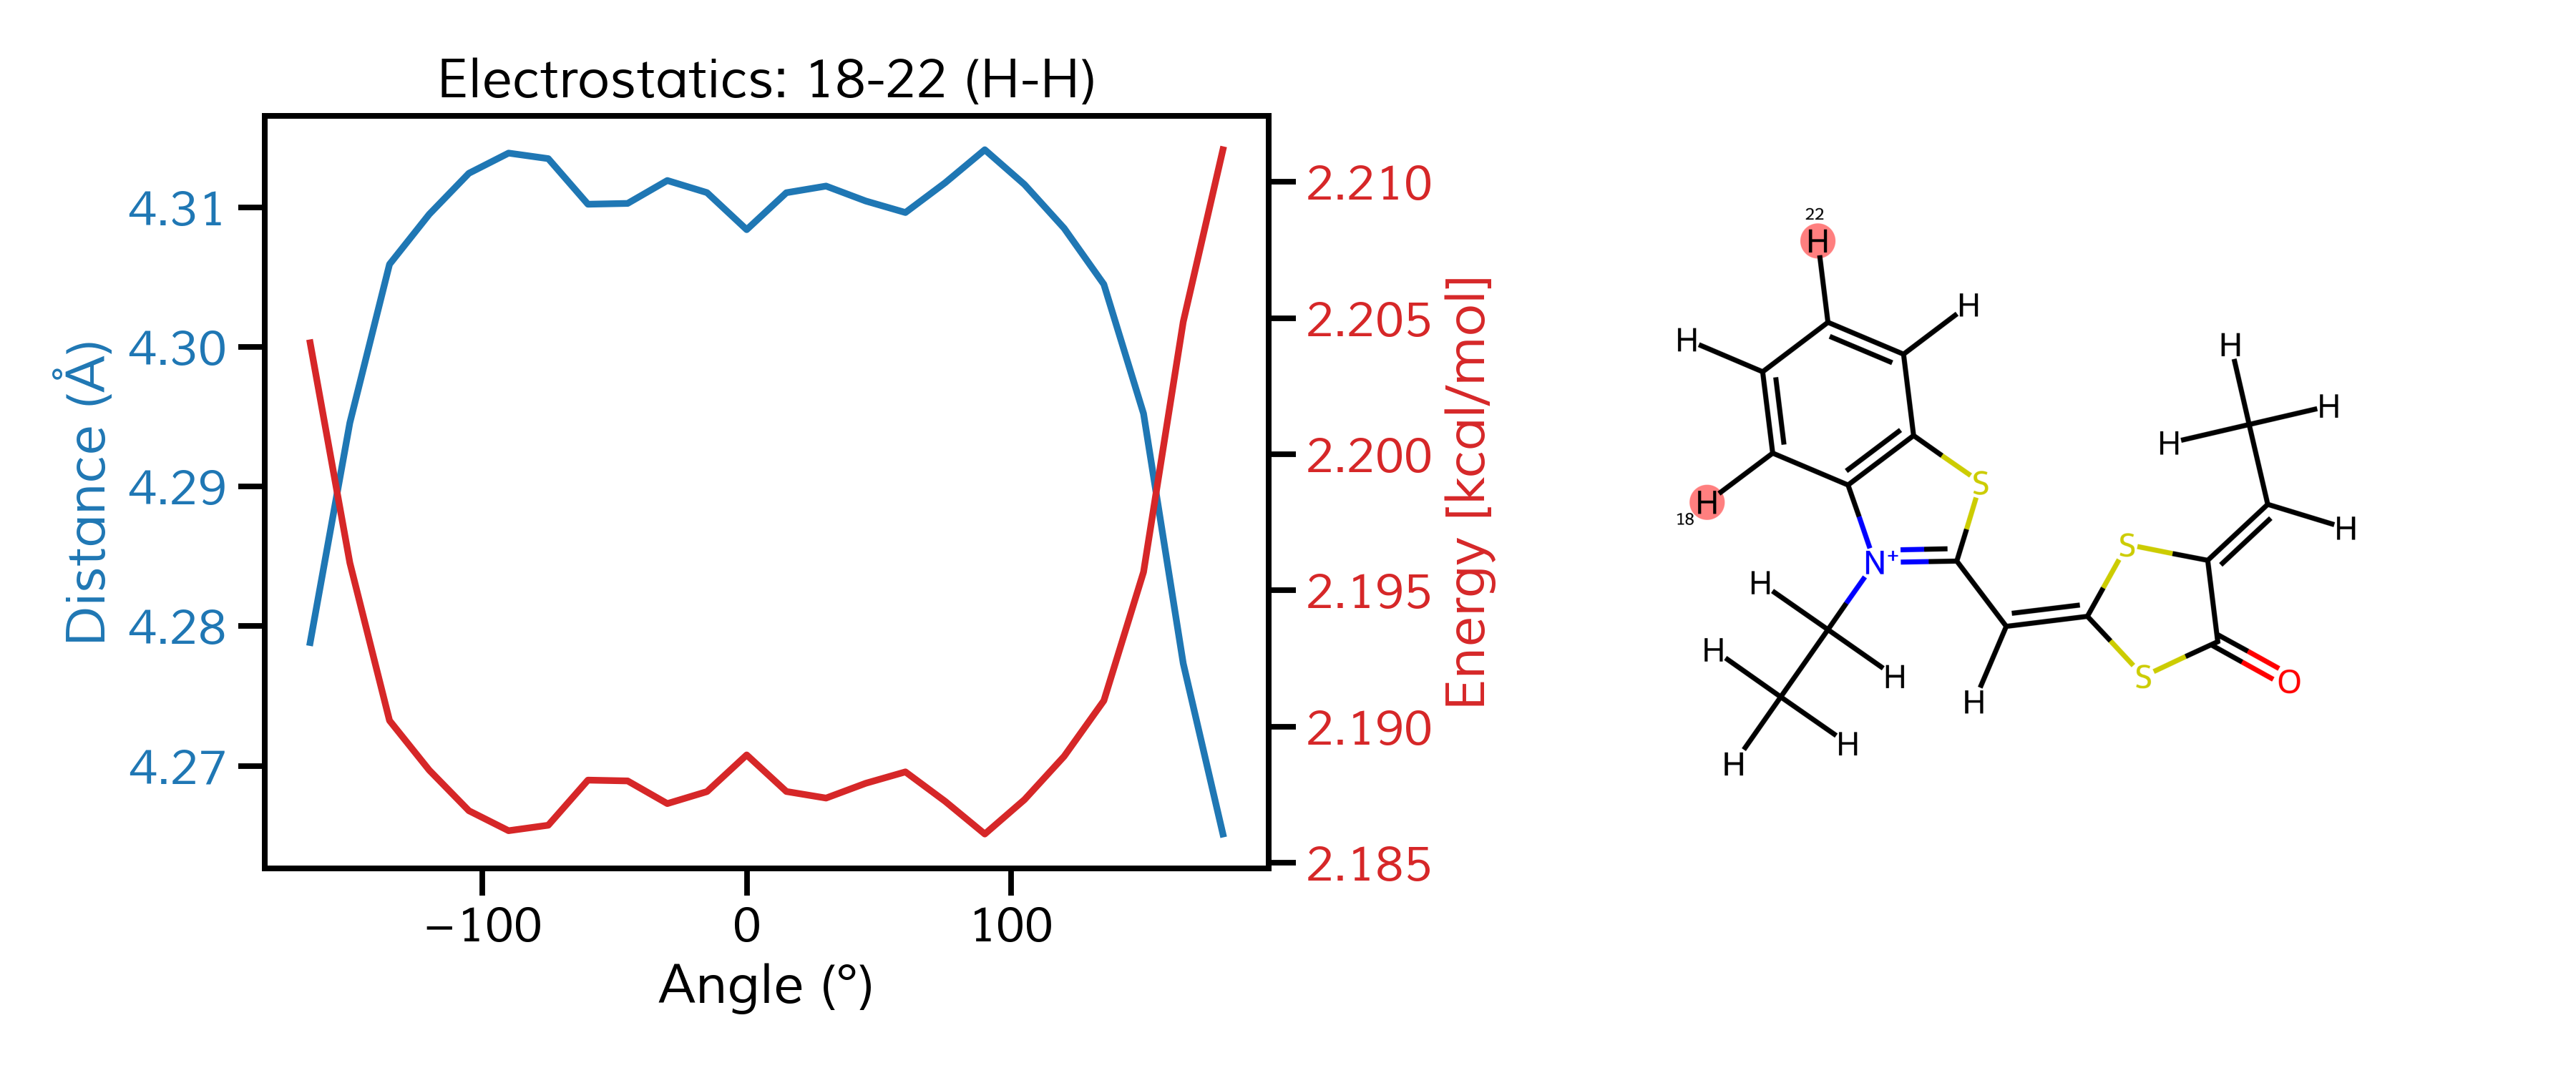 Electrostatics: 18-22 (H-H)
Distance (Å)
4.31
4.30
4.29
4.28
4.27
−100
0
100
Angle (°)
2.210
2.205
2.200
2.195
2.190
2.185
Energy [kcal/mol]
22
H
H
H
H
H
H
H
18
S
S
H
N⁺
H
H
H
S
O
H
H
H